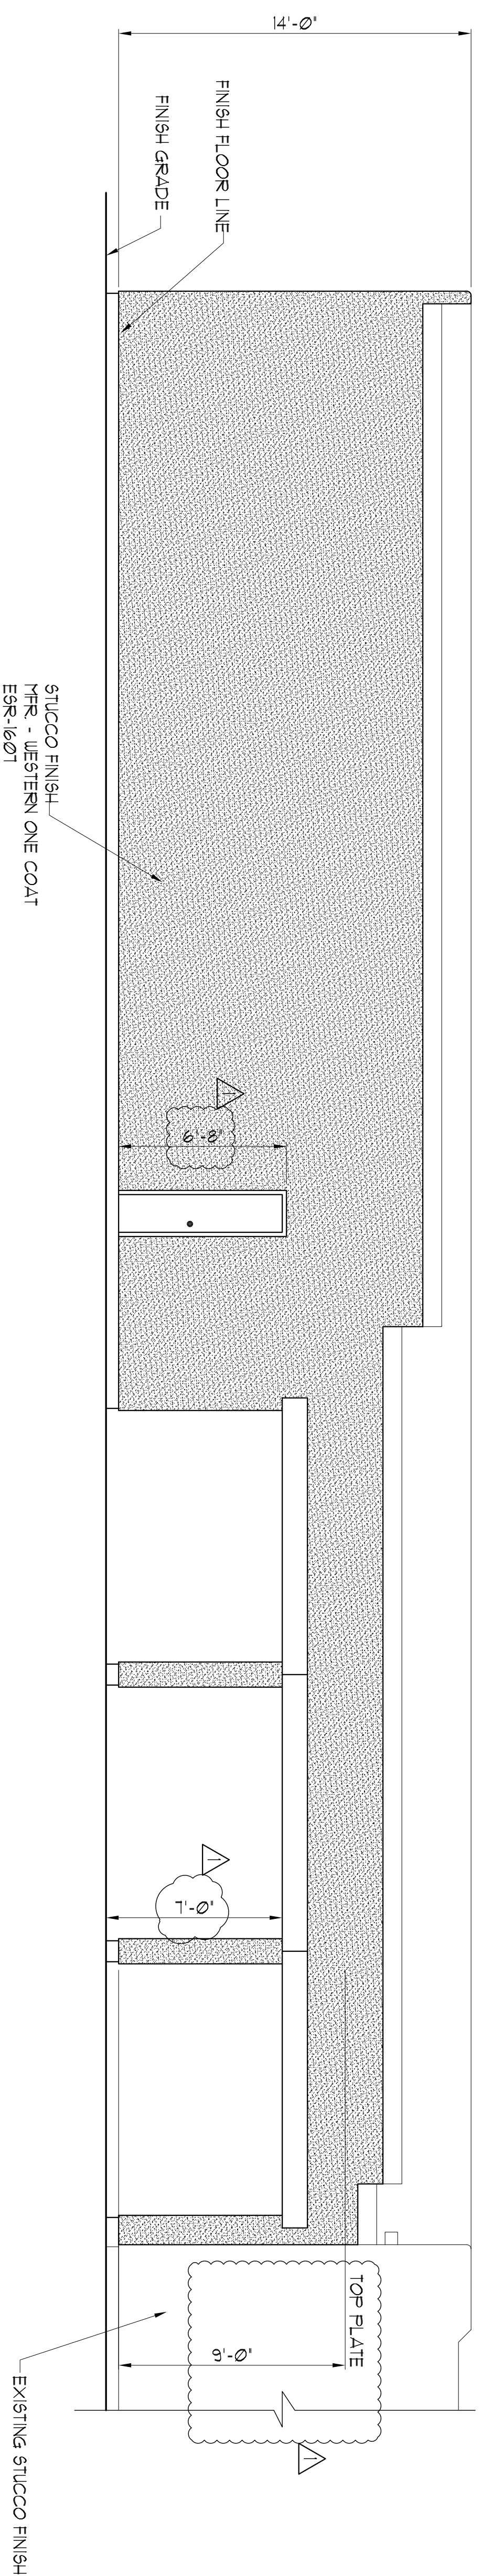 14'-0"
FINISH FLOOR LINE
FINISH GRADE
STUCCO FINISH
MFR. - WESTERN ONE COAT
ESR-1607
1
6'-8"
1
7'-0"
TOP PLATE
9'-0"
1
EXISTING STUCCO FINISH